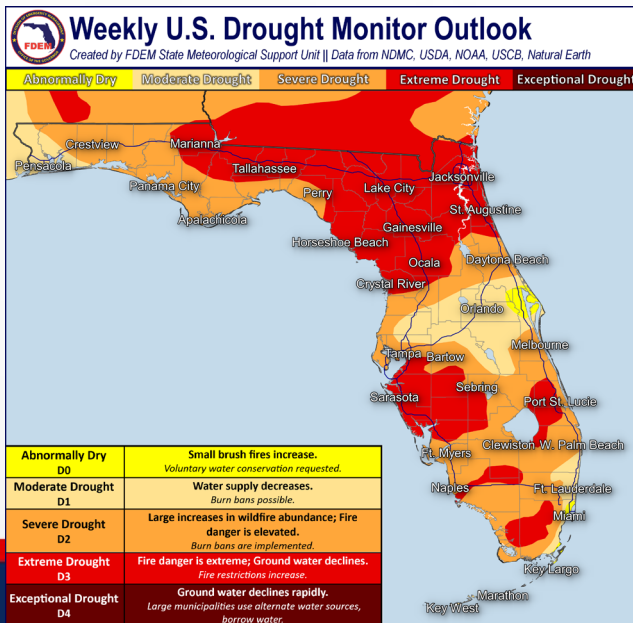 Weekly U.S. Drought Monitor Outlook
Created by FDEM State Meteorological Support Unit || Data from NDMC, USDA, NOAA, USCB, Natural Earth
FDEM
Abnormally Dry Moderate Drought Severe Drought Extreme Drought Exceptional Drought
Crestview
Marianna
Pensacola
Tallahassee
Jacksonville
Panama City
Perry
Lake City
Apalachicola
St. Augustine
Gainesville
Horseshoe Beach
Ocala
Daytona Beach
Crystal River
Orlando
Melbourne
Tampa
Bartow
Sebring
Sarasota
Port St. Lucie
Clewiston
W. Palm Beach
Ft. Myers
Naples
Ft. Lauderdale
Miami
Key Largo
Marathon
Key West
Abnormally Dry
D0
Small brush fires increase.
Voluntary water conservation requested.
Moderate Drought
D1
Water supply decreases.
Burn bans possible.
Severe Drought
D2
Large increases in wildfire abundance; Fire
danger is elevated.
Burn bans are implemented.
Extreme Drought
D3
Fire danger is extreme; Ground water declines.
Fire restrictions increase.
Exceptional Drought
D4
Ground water declines rapidly.
Large municipalities use alternate water sources,
borrow water.